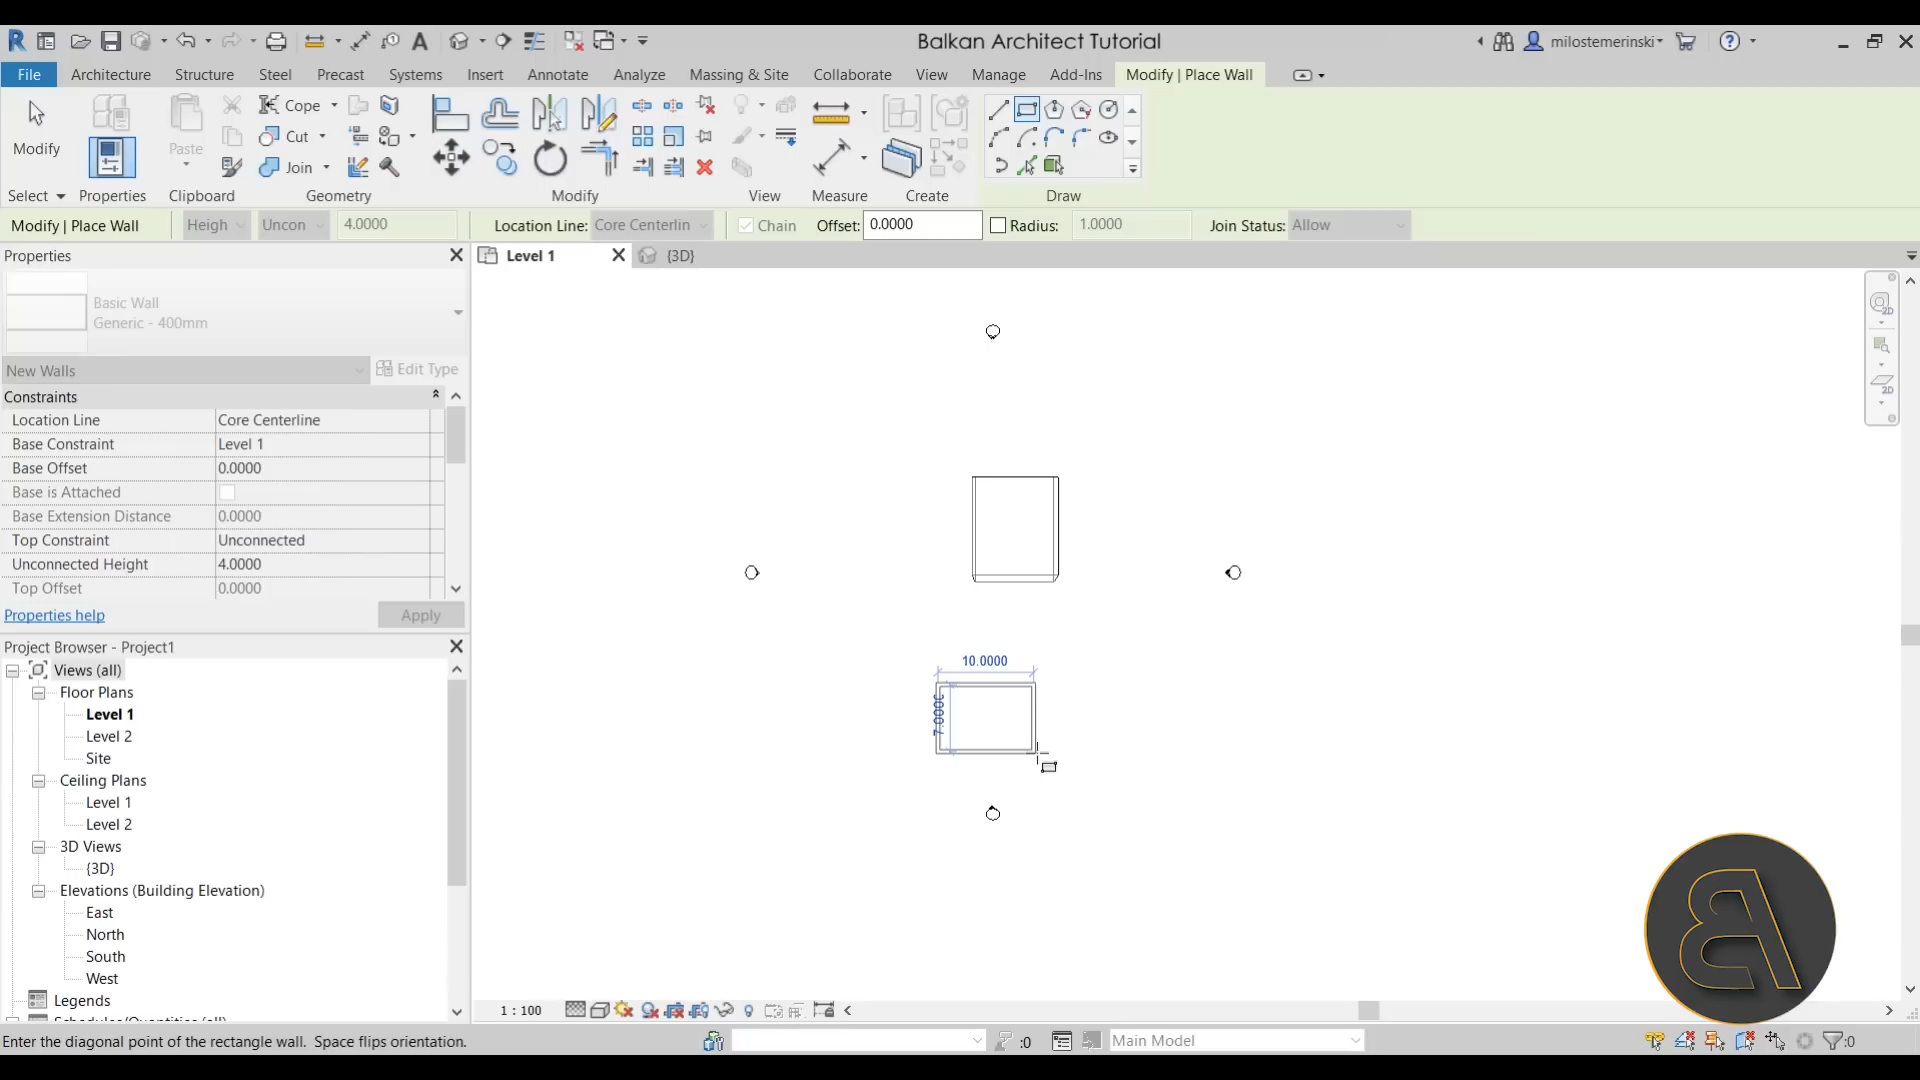 Balkan Architect Tutorial
milostemerinski
File
Architecture
Structure
Steel
Precast
Systems
Insert
Annotate
Analyze
Massing & Site
Collaborate
View
Manage
Add-Ins
Modify | Place Wall
Modify
Paste
Cope
Cut
Join
Select
Properties
Clipboard
Geometry
Modify
View
Measure
Create
Draw
Modify | Place Wall
Heigh
Uncon
4.0000
Location Line:
Core Centerlin
Chain
Offset:
0.0000
Radius:
1.0000
Join Status:
Allow
Properties
Level 1
{3D}
Basic Wall
Generic - 400mm
New Walls
Edit Type
Constraints
Location Line Core Centerline
Base Constraint Level 1
Base Offset 0.0000
Base is Attached
Base Extension Distance 0.0000
Top Constraint Unconnected
Unconnected Height 4.0000
Top Offset 0.0000
Properties help
Apply
Project Browser - Project1
Views (all)
Floor Plans
Level 1
Level 2
Site
Ceiling Plans
Level 1
Level 2
3D Views
{3D}
Elevations (Building Elevation)
East
North
South
West
Legends
10.0000
7.0000
2D
2D
1 : 100
Enter the diagonal point of the rectangle wall.  Space flips orientation.
:0
Main Model
:0